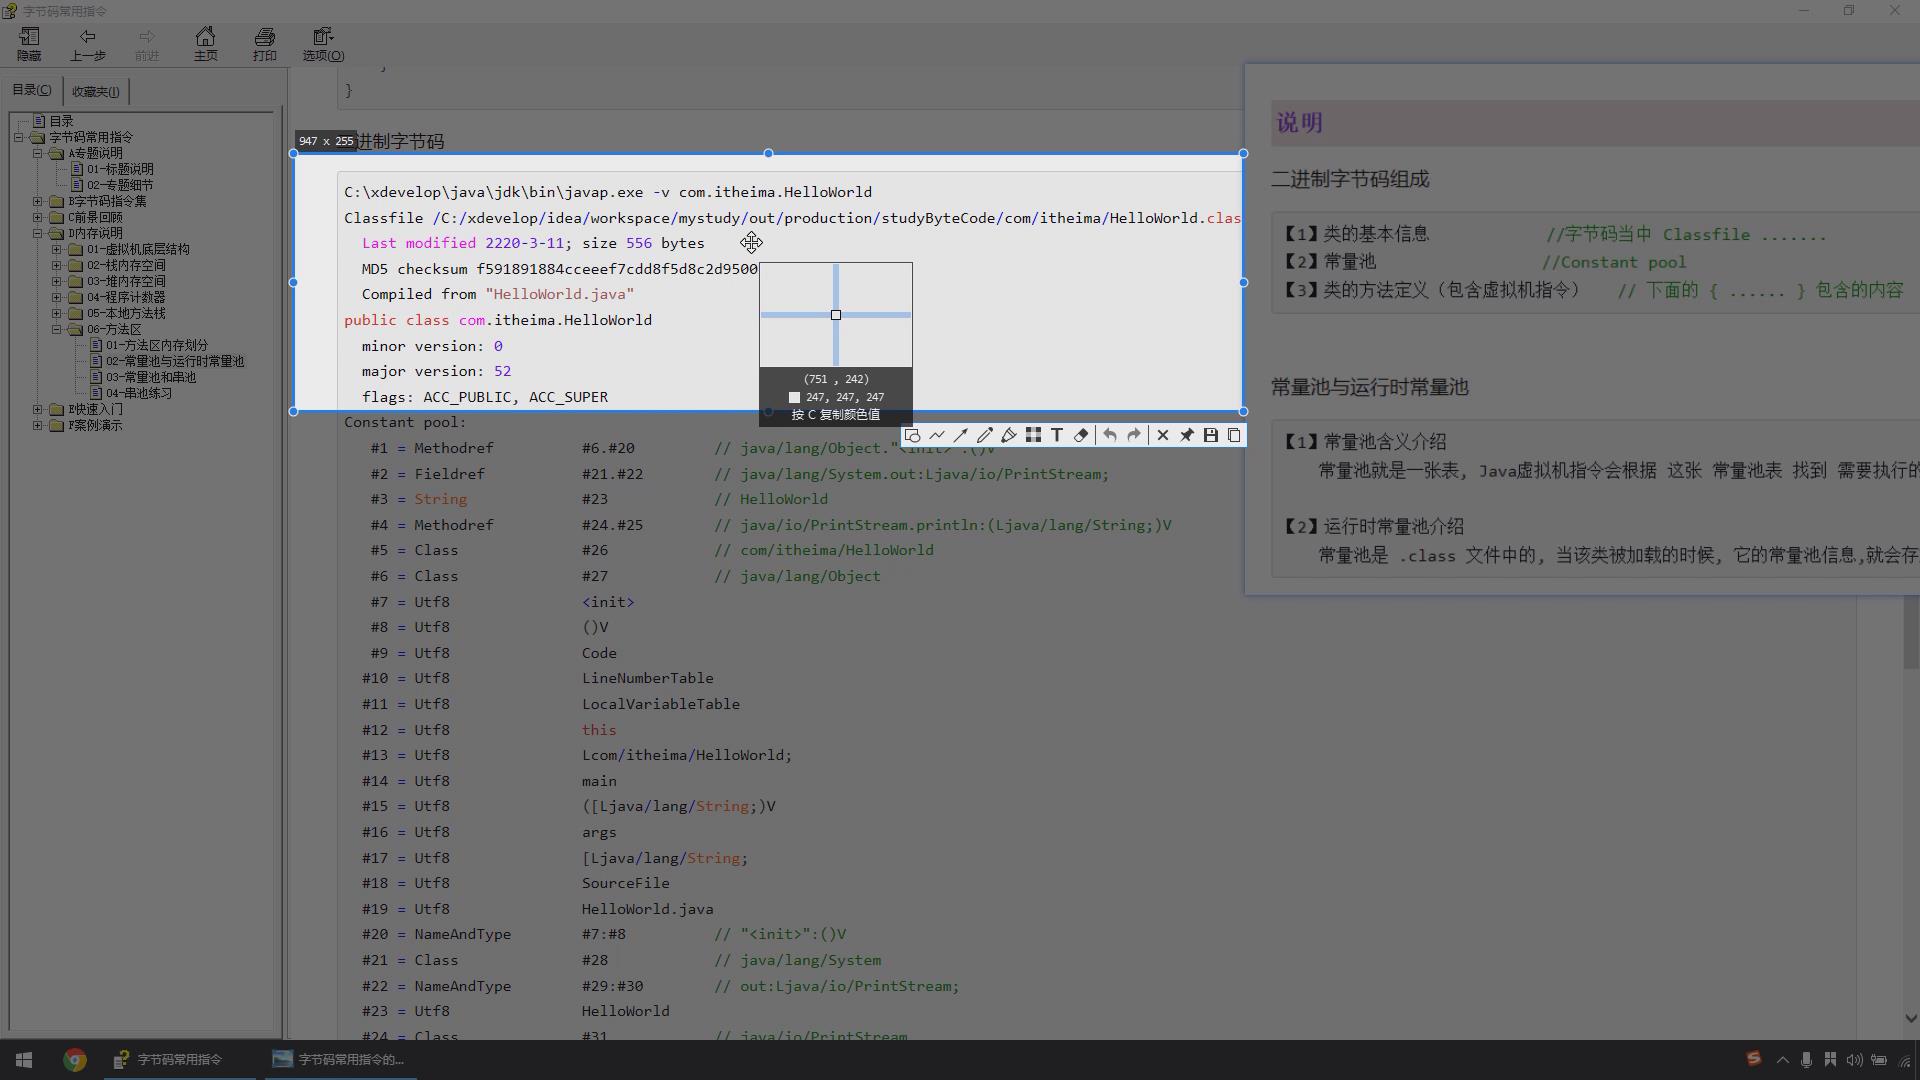 字节码常用指令
隐藏 上一步 前进 主页 打印 选项(O)
目录(C) 收藏夹(I)
目录
字节码常用指令
A专题说明
01-标题说明
02-专题细节
B字节码指令集
C前景回顾
D内存说明
01-虚拟机底层结构
02-栈内存空间
03-堆内存空间
04-程序计数器
05-本地方法栈
06-方法区
01-方法区内存划分
02-常量池与运行时常量池
03-常量池和串池
04-串池练习
E快速入门
F案例演示
}
947 x 255
进制字节码
C:\xdevelop\java\jdk\bin\javap.exe -v com.itheima.HelloWorld
Classfile /C:/xdevelop/idea/workspace/mystudy/out/production/studyByteCode/com/itheima/HelloWorld.clas
Last modified 2220-3-11; size 556 bytes
MD5 checksum f591891884cceeef7cdd8f5d8c2d9500
Compiled from "HelloWorld.java"
public class com.itheima.HelloWorld
minor version: 0
major version: 52
flags: ACC_PUBLIC, ACC_SUPER
(751 , 242)
247, 247, 247
按 C 复制颜色值
Constant pool:
#1 = Methodref #6.#20 // java/lang/Object."<init>":()V
#2 = Fieldref #21.#22 // java/lang/System.out:Ljava/io/PrintStream;
#3 = String #23 // HelloWorld
#4 = Methodref #24.#25 // java/io/PrintStream.println:(Ljava/lang/String;)V
#5 = Class #26 // com/itheima/HelloWorld
#6 = Class #27 // java/lang/Object
#7 = Utf8 <init>
#8 = Utf8 ()V
#9 = Utf8 Code
#10 = Utf8 LineNumberTable
#11 = Utf8 LocalVariableTable
#12 = Utf8 this
#13 = Utf8 Lcom/itheima/HelloWorld;
#14 = Utf8 main
#15 = Utf8 ([Ljava/lang/String;)V
#16 = Utf8 args
#17 = Utf8 [Ljava/lang/String;
#18 = Utf8 SourceFile
#19 = Utf8 HelloWorld.java
#20 = NameAndType #7:#8 // "<init>":()V
#21 = Class #28 // java/lang/System
#22 = NameAndType #29:#30 // out:Ljava/io/PrintStream;
#23 = Utf8 HelloWorld
#24 = Class #31 // java/io/PrintStream
说明
二进制字节码组成
【1】类的基本信息 //字节码当中 Classfile .......
【2】常量池 //Constant pool
【3】类的方法定义（包含虚拟机指令） // 下面的 { ...... } 包含的内容
常量池与运行时常量池
【1】常量池含义介绍
常量池就是一张表, Java虚拟机指令会根据 这张 常量池表 找到 需要执行的
【2】运行时常量池介绍
常量池是 .class 文件中的, 当该类被加载的时候, 它的常量池信息,就会存
字节码常用指令 字节码常用指令的...